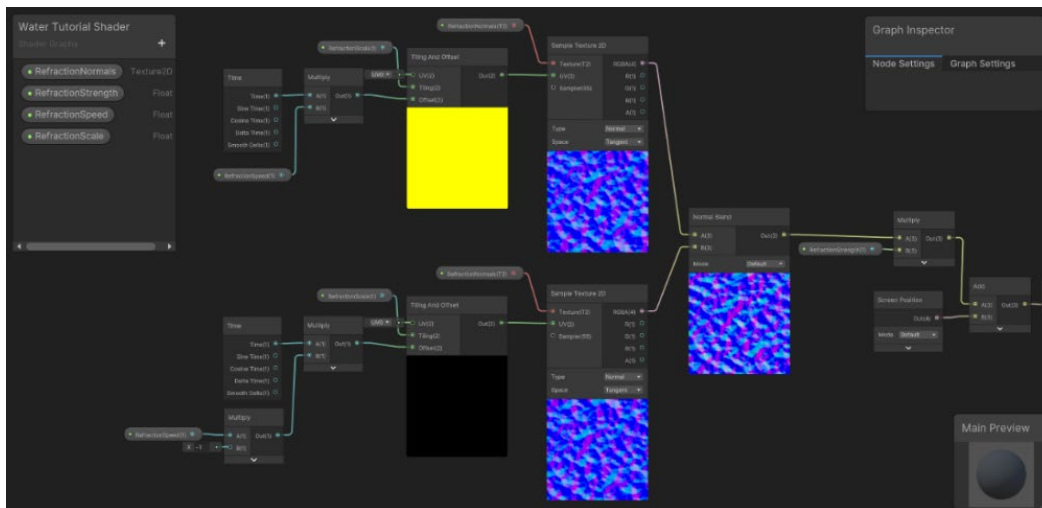 Water Tutorial Shader
Shader Graphs
+
RefractionNormals Texture2D
RefractionStrength Float
RefractionSpeed Float
RefractionScale Float
RefractionNormals(T2)
RefractionScale(1)
Time
Time(1)
Sine Time(1)
Cosine Time(1)
Delta Time(1)
Smooth Delta(1)
RefractionSpeed(1)
Multiply
A(1) Out(1)
B(1)
UV0
Tiling And Offset
UV(2) Out(2)
Tiling(2)
Offset(2)
Sample Texture 2D
Texture(T2) RGBA(4)
UV(2) R(1)
Sampler(SS) G(1)
B(1)
A(1)
Type Normal
Space Tangent
RefractionNormals(T2)
RefractionScale(1)
Time
Time(1)
Sine Time(1)
Cosine Time(1)
Delta Time(1)
Smooth Delta(1)
Multiply
A(1) Out(1)
B(1)
RefractionSpeed(1)
X -1
Multiply
A(1) Out(1)
B(1)
UV0
Tiling And Offset
UV(2) Out(2)
Tiling(2)
Offset(2)
Sample Texture 2D
Texture(T2) RGBA(4)
UV(2) R(1)
Sampler(SS) G(1)
B(1)
A(1)
Type Normal
Space Tangent
Normal Blend
A(3) Out(3)
B(3)
Mode Default
RefractionStrength(1)
Multiply
A(3) Out(3)
B(3)
Screen Position
Out(4)
Mode Default
Add
A(3) Out(3)
B(3)
Graph Inspector
Node Settings Graph Settings
Main Preview